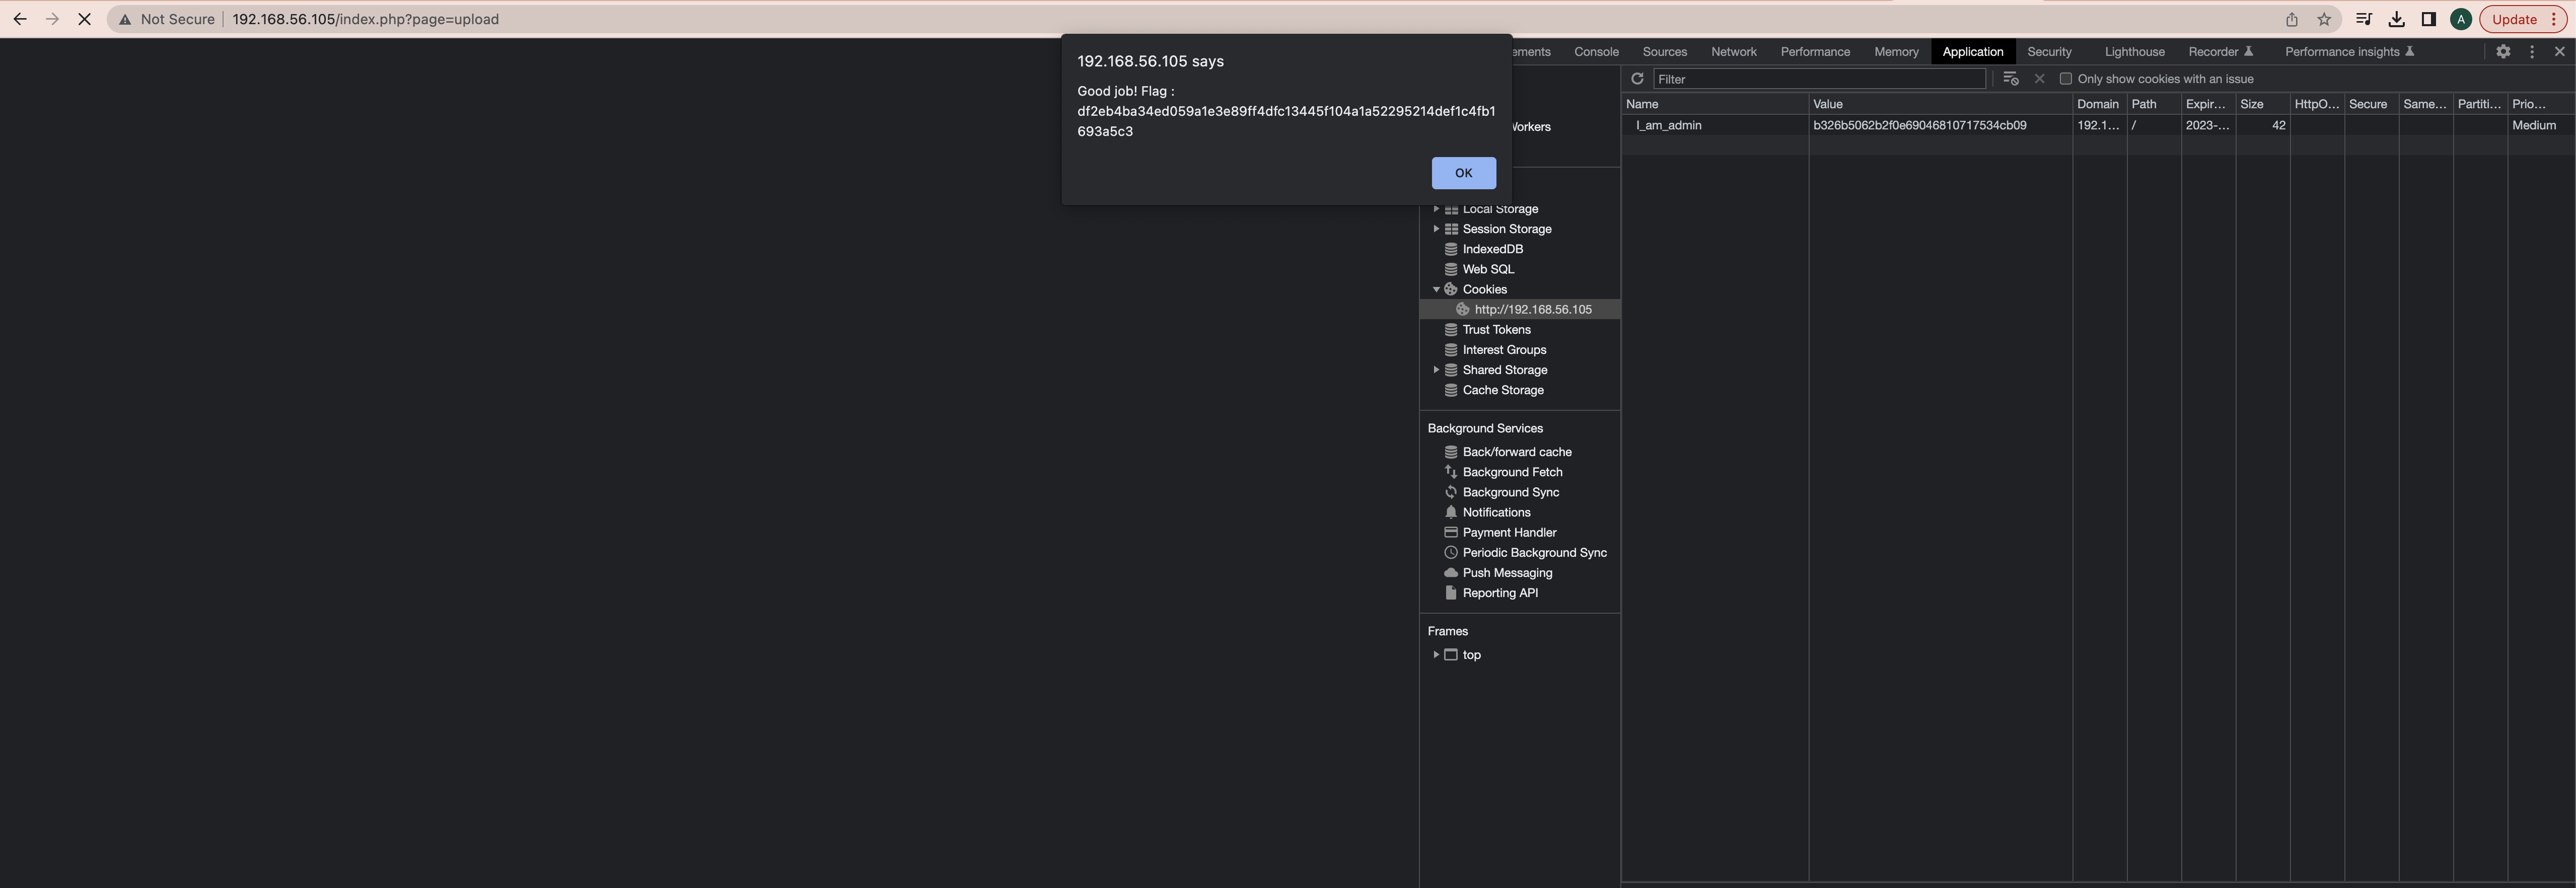 Not Secure | 192.168.56.105/index.php?page=upload
A
Update
192.168.56.105 says
Good job! Flag :
df2eb4ba34ed059a1e3e89ff4dfc13445f104a1a52295214def1c4fb1
693a5c3
OK
ements Console Sources Network Performance Memory Application Security Lighthouse Recorder Performance insights
Filter
Only show cookies with an issue
Name Value Domain Path Expir... Size HttpO... Secure Same... Partiti... Prio...
I_am_admin b326b5062b2f0e69046810717534cb09 192.1... / 2023-... 42 Medium
Workers
Local Storage
Session Storage
IndexedDB
Web SQL
Cookies
http://192.168.56.105
Trust Tokens
Interest Groups
Shared Storage
Cache Storage
Background Services
Back/forward cache
Background Fetch
Background Sync
Notifications
Payment Handler
Periodic Background Sync
Push Messaging
Reporting API
Frames
top